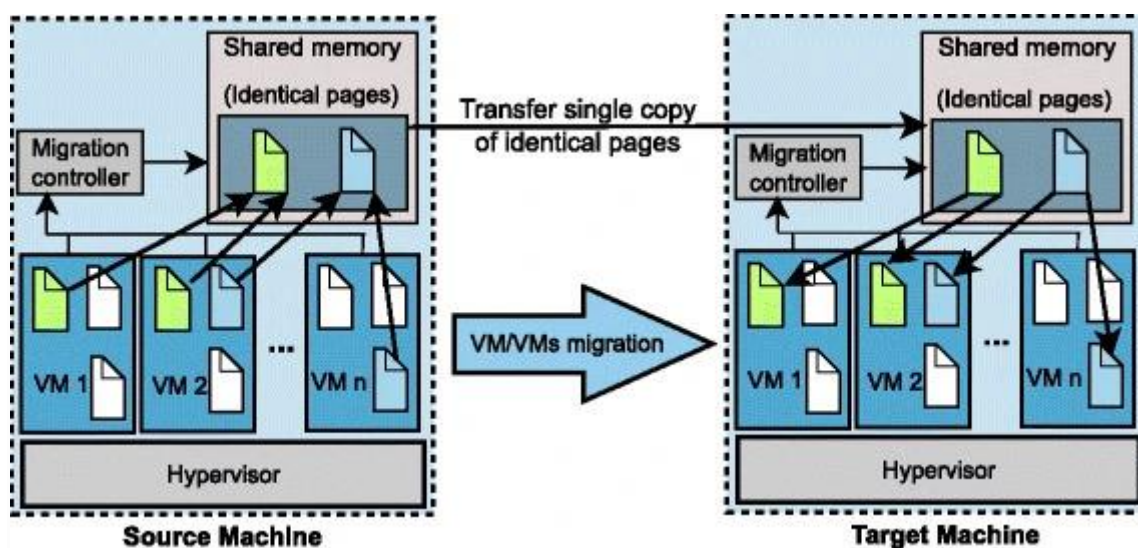 Shared memory
(Identical pages)
Migration
controller
VM 1
VM 2
...
VM n
Hypervisor
Source Machine
Transfer single copy
of identical pages
VM/VMs migration
Shared memory
(Identical pages)
Migration
controller
VM 1
VM 2
...
VM n
Hypervisor
Target Machine